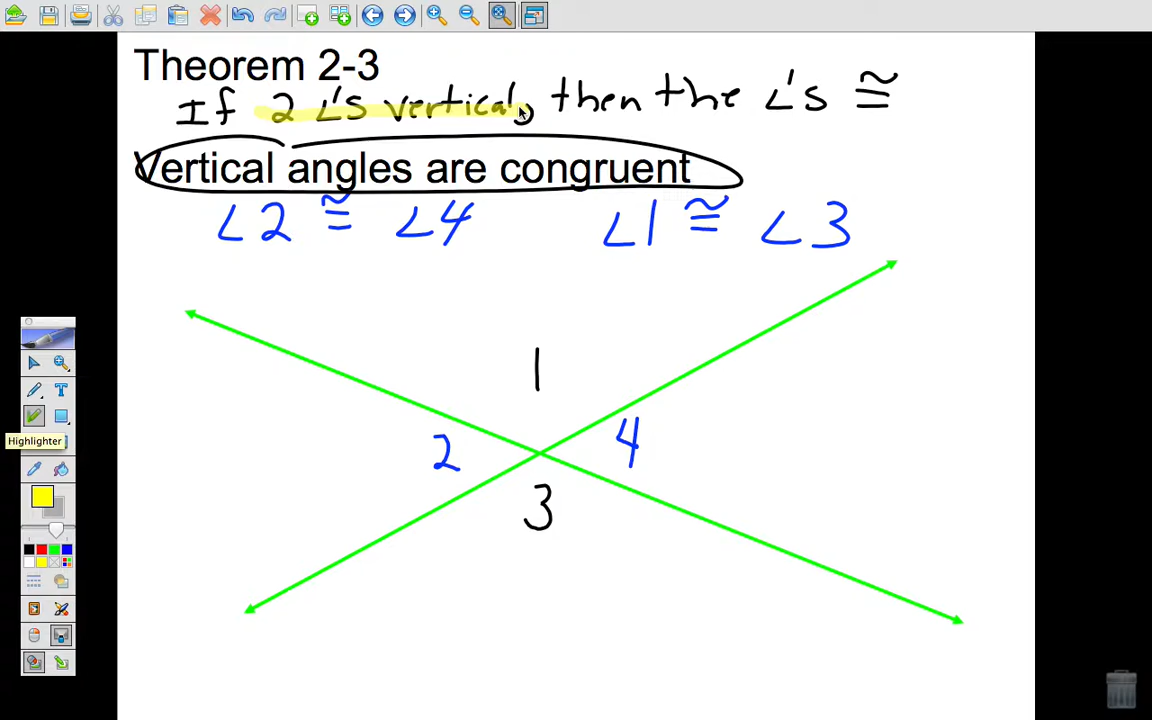 Theorem 2-3
If 2 ∠'s vertical, then the ∠'s ≅
Vertical angles are congruent
∠2 ≅ ∠4 ∠1 ≅ ∠3
1
2 4
3
Highlighter
T